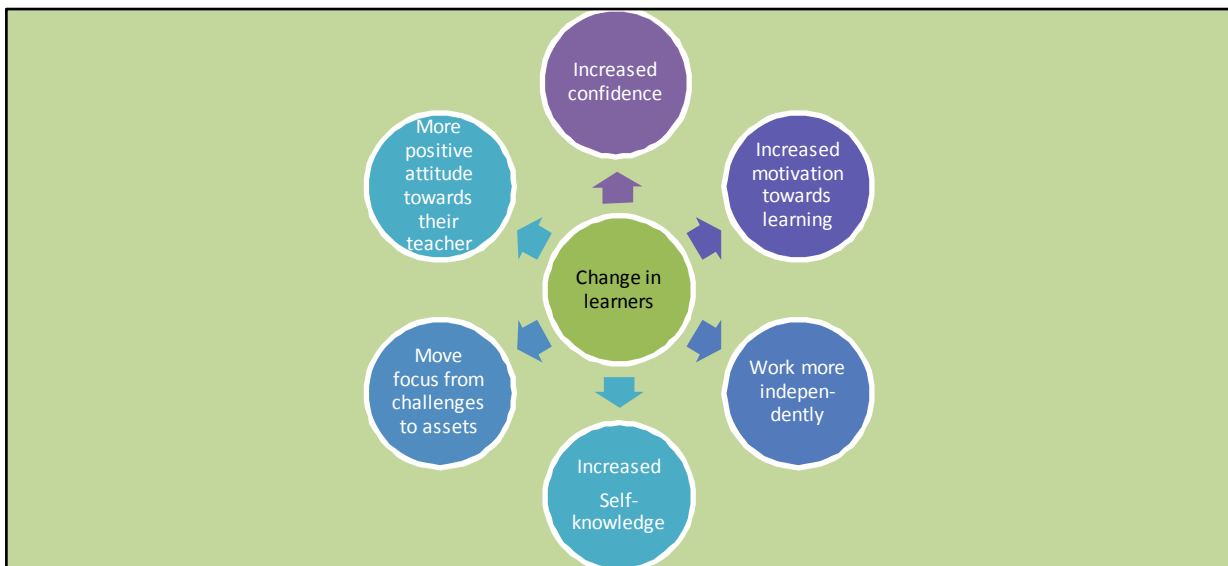 Increased
confidence
Increased
motivation
towards
learning
Work more
indepen-
dently
Increased
Self-
knowledge
Move
focus from
challenges
to assets
More
positive
attitude
towards
their
teacher
Change in
learners